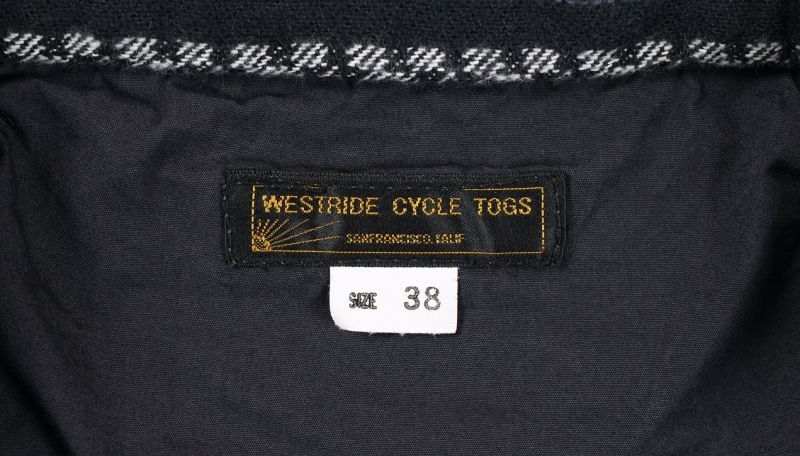 WESTRIDE CYCLE TOGS
SANFRANCISCO.CALIF
SIZE 38